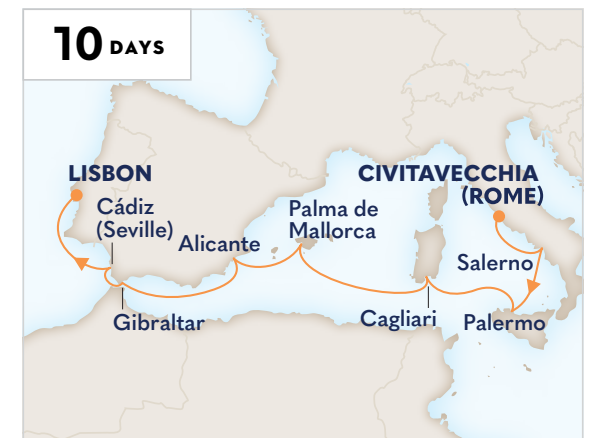 10 DAYS
LISBON
Cádiz
(Seville)
Alicante
Palma de
Mallorca
CIVITAVECCHIA
(ROME)
Salerno
Gibraltar
Cagliari
Palermo